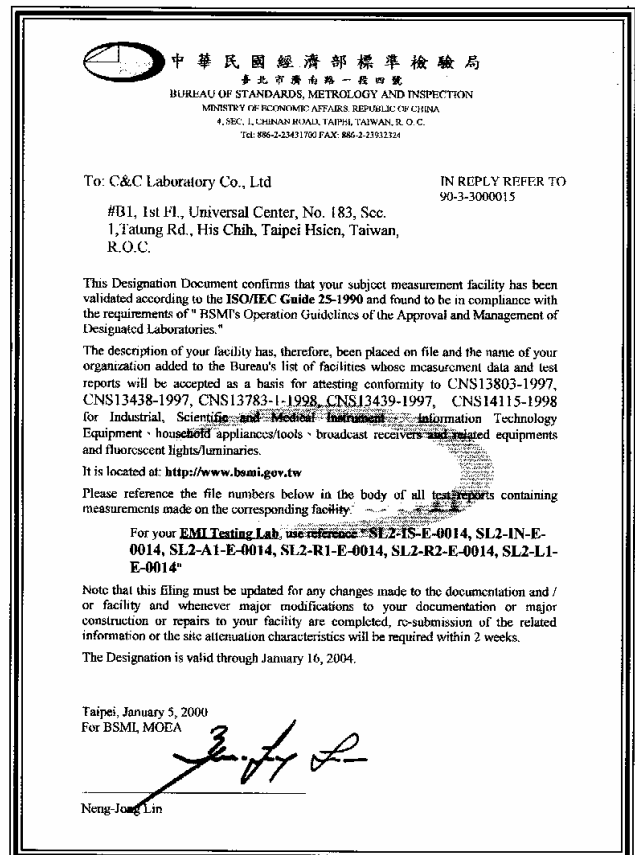 中華民國經濟部標準檢驗局
臺北市濟南路一段四號
BUREAU OF STANDARDS, METROLOGY AND INSPECTION
MINISTRY OF ECONOMIC AFFAIRS. REPUBLIC OF CHINA
4, SEC. 1, CHINAN ROAD, TAIPEI, TAIWAN, R. O. C.
Tel: 886-2-23431700 FAX: 886-2-23932324
To: C&C Laboratory Co., Ltd
IN REPLY REFER TO
90-3-3000015
#B1, 1st Fl., Universal Center, No. 183, Sec.
1,Tatung Rd., His Chih, Taipei Hsien, Taiwan,
R.O.C.
This Designation Document confirms that your subject measurement facility has been
validated according to the ISO/IEC Guide 25-1990 and found to be in compliance with
the requirements of " BSMI's Operation Guidelines of the Approval and Management of
Designated Laboratories."
The description of your facility has, therefore, been placed on file and the name of your
organization added to the Bureau's list of facilities whose measurement data and test
reports will be accepted as a basis for attesting conformity to CNS13803-1997,
CNS13438-1997, CNS13783-1-1998, CNS13439-1997, CNS14115-1998
for Industrial, Scientific and Medical Instrument、Information Technology
Equipment、household appliances/tools、broadcast receivers and related equipments
and fluorescent lights/luminaries.
It is located at: http://www.bsmi.gov.tw
Please reference the file numbers below in the body of all test reports containing
measurements made on the corresponding facility.
For your EMI Testing Lab, use reference "SL2-IS-E-0014, SL2-IN-E-
0014, SL2-A1-E-0014, SL2-R1-E-0014, SL2-R2-E-0014, SL2-L1-
E-0014"
Note that this filing must be updated for any changes made to the documentation and /
or facility and whenever major modifications to your documentation or major
construction or repairs to your facility are completed, re-submission of the related
information or the site attenuation characteristics will be required within 2 weeks.
The Designation is valid through January 16, 2004.
Taipei, January 5, 2000
For BSMI, MOEA
Neng-Jong Lin